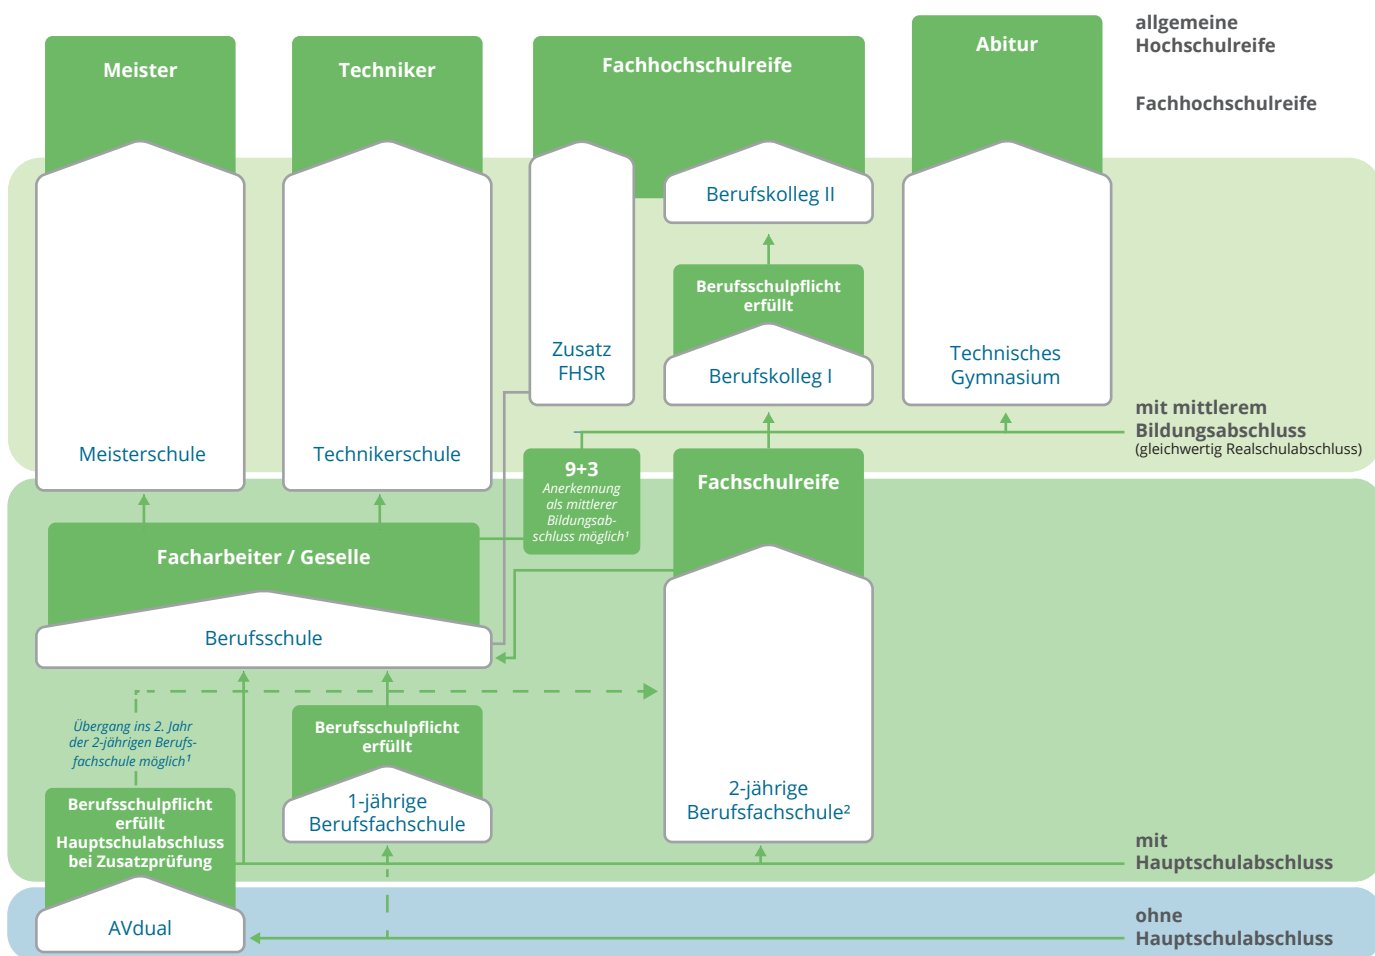 allgemeine
Hochschulreife
Meister
Techniker
Fachhochschulreife
Abitur
Fachhochschulreife
Berufskolleg II
Berufsschulpflicht
erfüllt
Zusatz
FHSR
Berufskolleg I
Technisches
Gymnasium
mit mittlerem
Bildungsabschluss
(gleichwertig Realschulabschluss)
Meisterschule
Technikerschule
9+3
Anerkennung
als mittlerer
Bildungsab-
schluss möglich¹
Fachschulreife
Facharbeiter / Geselle
Berufsschule
Übergang ins 2. Jahr
der 2-jährigen Berufs-
fachschule möglich¹
Berufsschulpflicht
erfüllt
1-jährige
Berufsfachschule
2-jährige
Berufsfachschule²
Berufsschulpflicht
erfüllt
Hauptschulabschluss
bei Zusatzprüfung
mit
Hauptschulabschluss
AVdual
ohne
Hauptschulabschluss